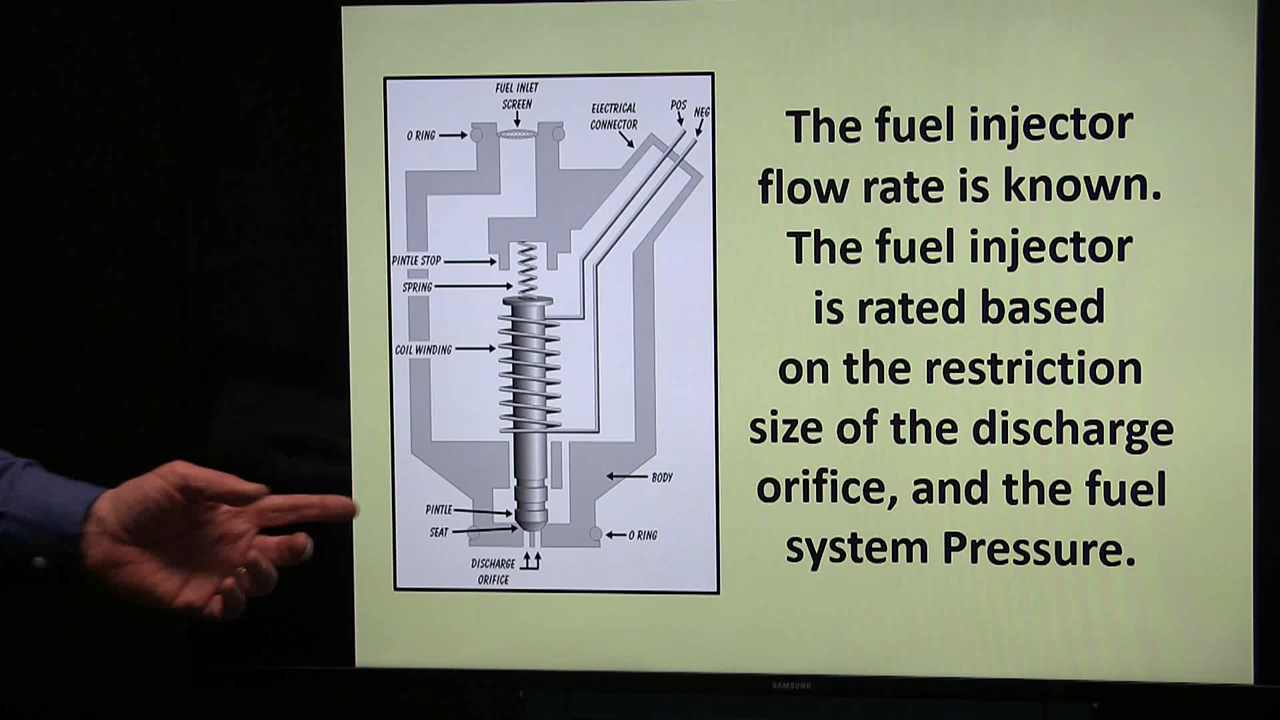 FUEL INLET
SCREEN
O RING
ELECTRICAL
CONNECTOR
POS
NEG
PINTLE STOP
SPRING
COIL WINDING
BODY
PINTLE
SEAT
O RING
DISCHARGE
ORIFICE
The fuel injector
flow rate is known.
The fuel injector
is rated based
on the restriction
size of the discharge
orifice, and the fuel
system Pressure.
SAMSUNG